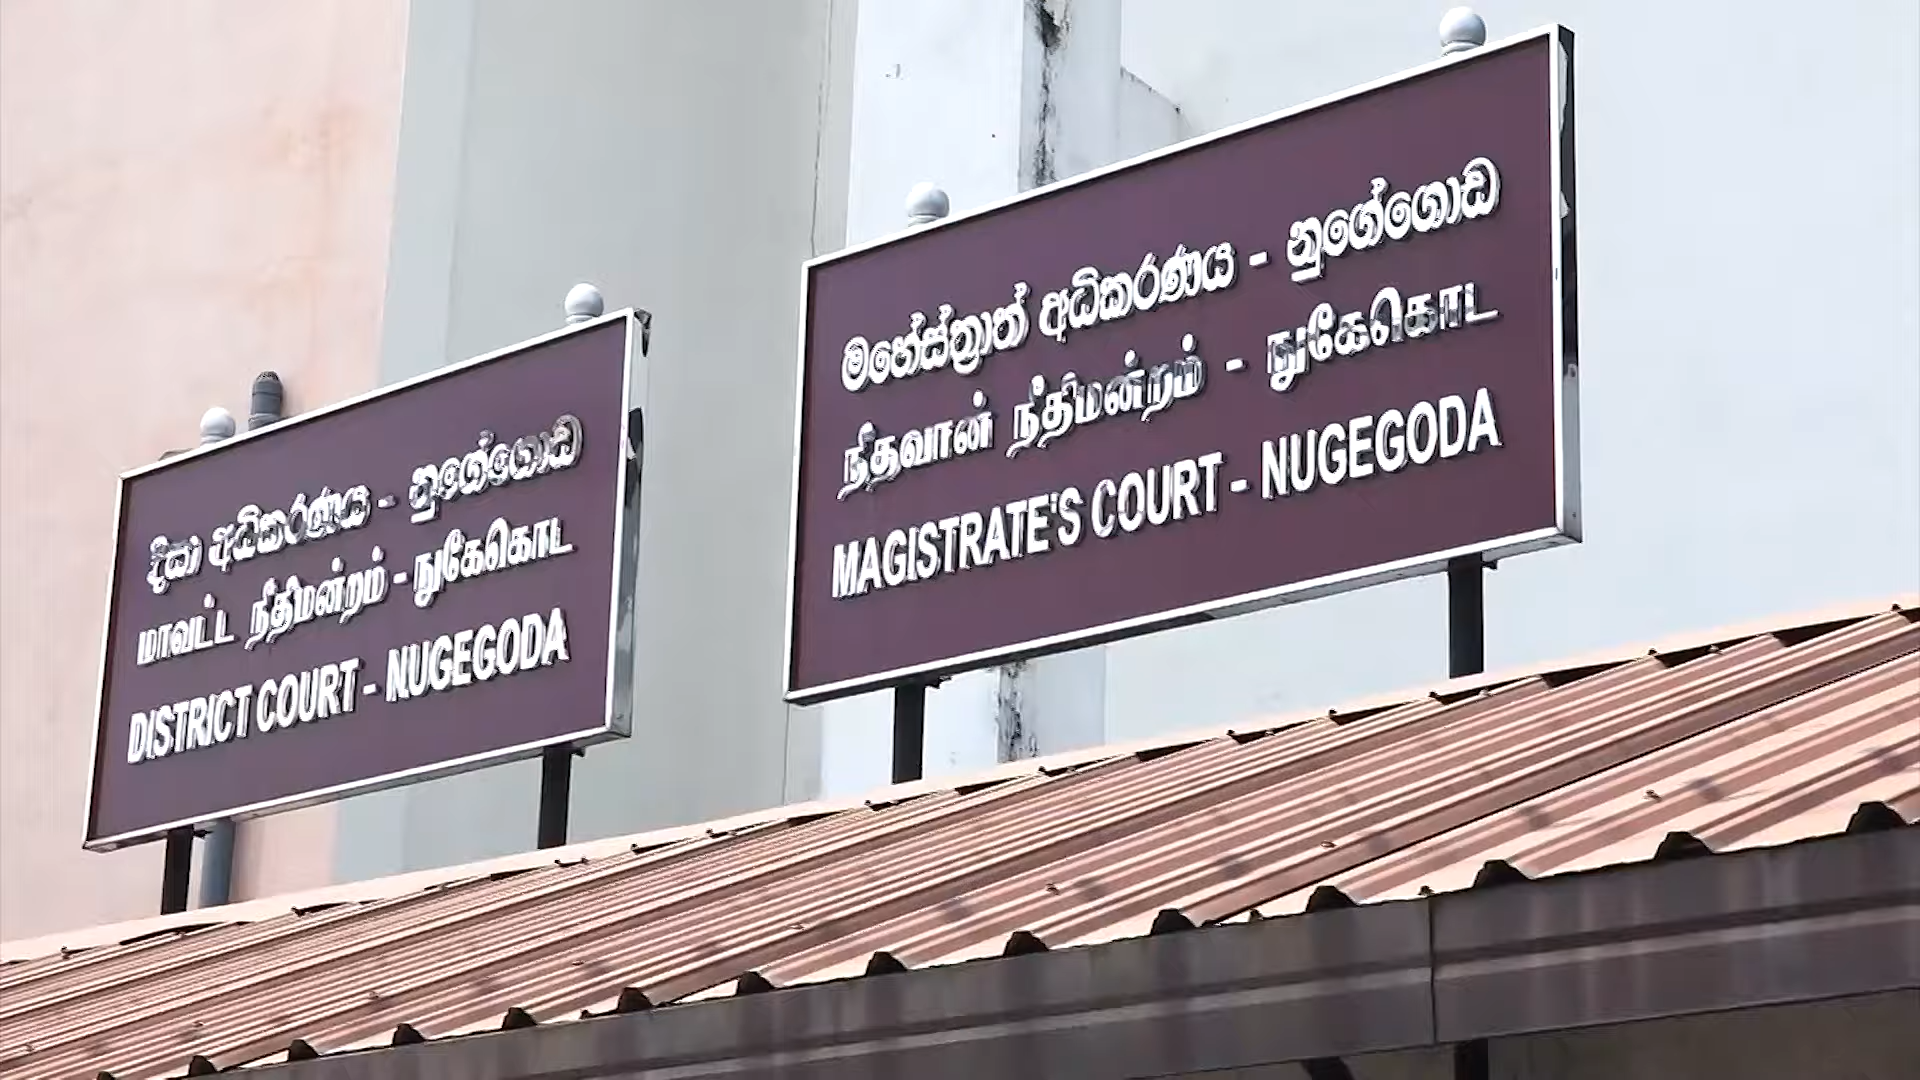 දිසා අධිකරණය - නුගේගොඩ
மாவட்ட நீதிமன்றம் - நுகேகொட
DISTRICT COURT - NUGEGODA
මහේස්ත්‍රාත් අධිකරණය - නුගේගොඩ
நீதவான் நீதிமன்றம் - நுகேகொட
MAGISTRATE'S COURT - NUGEGODA